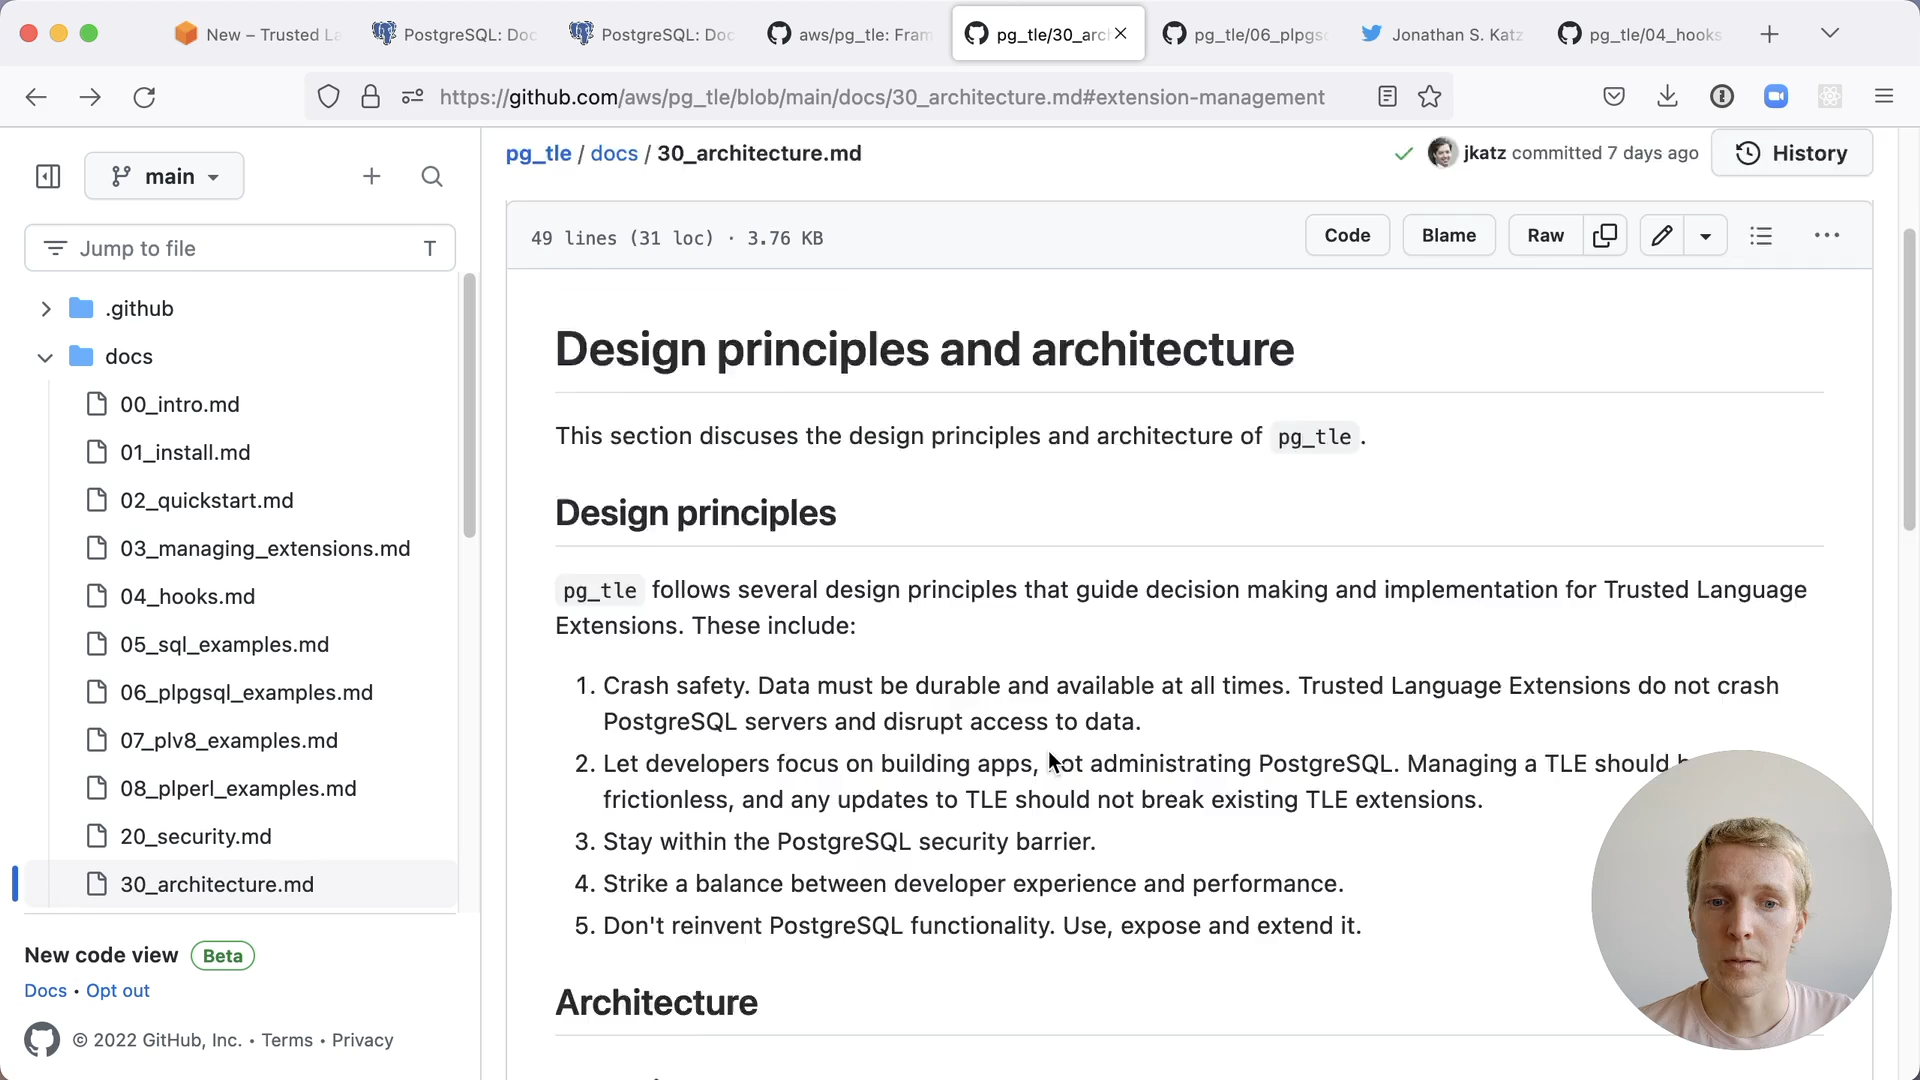 New – Trusted La
PostgreSQL: Doc
PostgreSQL: Doc
aws/pg_tle: Fram
pg_tle/30_arc
pg_tle/06_plpgs
Jonathan S. Katz
pg_tle/04_hooks
https://github.com/aws/pg_tle/blob/main/docs/30_architecture.md#extension-management
main
pg_tle / docs / 30_architecture.md
jkatz committed 7 days ago
History
Jump to file
T
49 lines (31 loc) · 3.76 KB
Code
Blame
Raw
.github
docs
00_intro.md
01_install.md
02_quickstart.md
03_managing_extensions.md
04_hooks.md
05_sql_examples.md
06_plpgsql_examples.md
07_plv8_examples.md
08_plperl_examples.md
20_security.md
30_architecture.md
New code view Beta
Docs • Opt out
© 2022 GitHub, Inc. • Terms • Privacy
Design principles and architecture
This section discuses the design principles and architecture of pg_tle .
Design principles
pg_tle follows several design principles that guide decision making and implementation for Trusted Language
Extensions. These include:
1. Crash safety. Data must be durable and available at all times. Trusted Language Extensions do not crash
PostgreSQL servers and disrupt access to data.
2. Let developers focus on building apps, not administrating PostgreSQL. Managing a TLE should
frictionless, and any updates to TLE should not break existing TLE extensions.
3. Stay within the PostgreSQL security barrier.
4. Strike a balance between developer experience and performance.
5. Don't reinvent PostgreSQL functionality. Use, expose and extend it.
Architecture